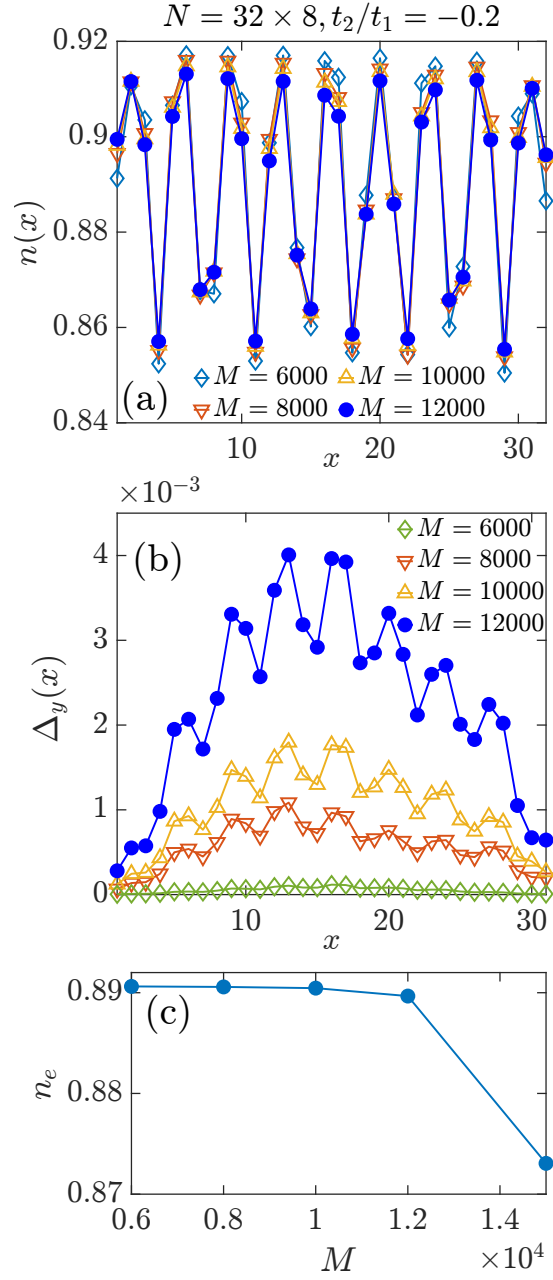 N = 32 × 8, t₂/t₁ = −0.2
0.92
0.9
0.88
0.86
0.84
n(x)
M = 6000
M = 10000
M = 8000
M = 12000
(a)
10
20
30
x
×10⁻³
(b)
M = 6000
M = 8000
M = 10000
M = 12000
4
3
2
1
0
Δ_y(x)
10
20
30
x
0.89
0.88
0.87
(c)
n_e
0.6
0.8
1
1.2
1.4
M
×10⁴